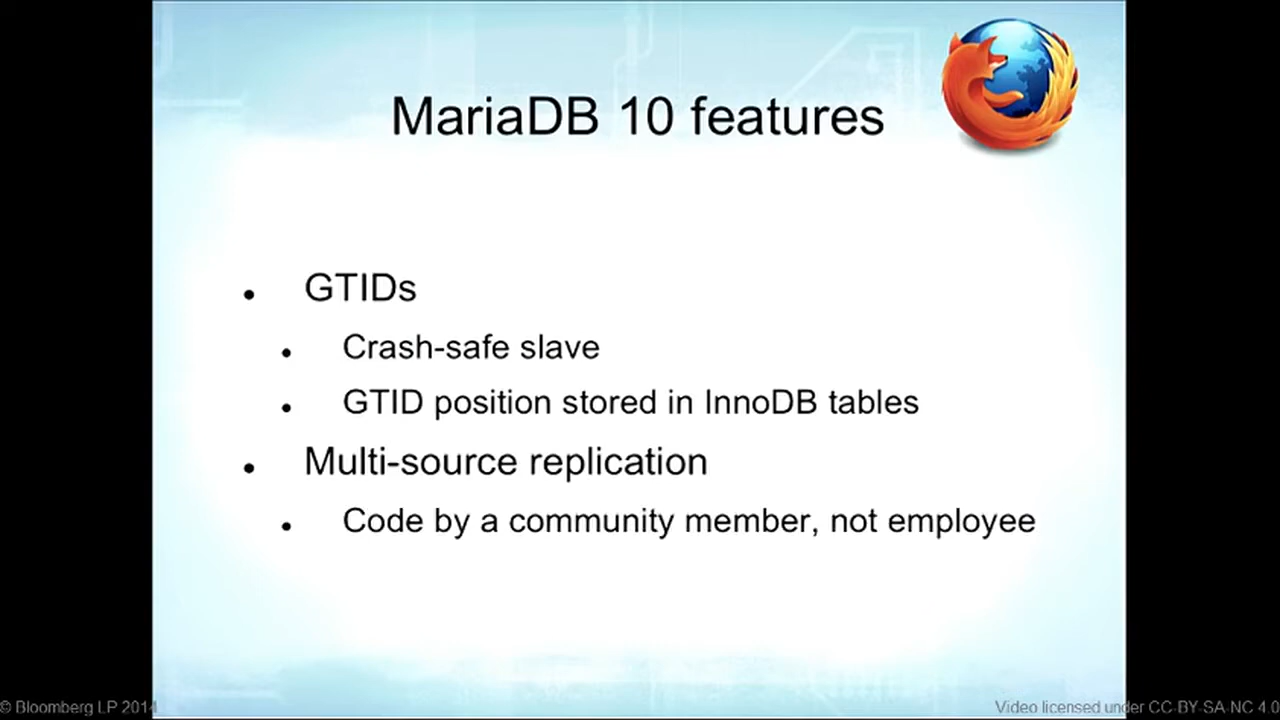 MariaDB 10 features
• GTIDs
• Crash-safe slave
• GTID position stored in InnoDB tables
• Multi-source replication
• Code by a community member, not employee
© Bloomberg LP 2014
Video licensed under CC-BY-SA-NC 4.0